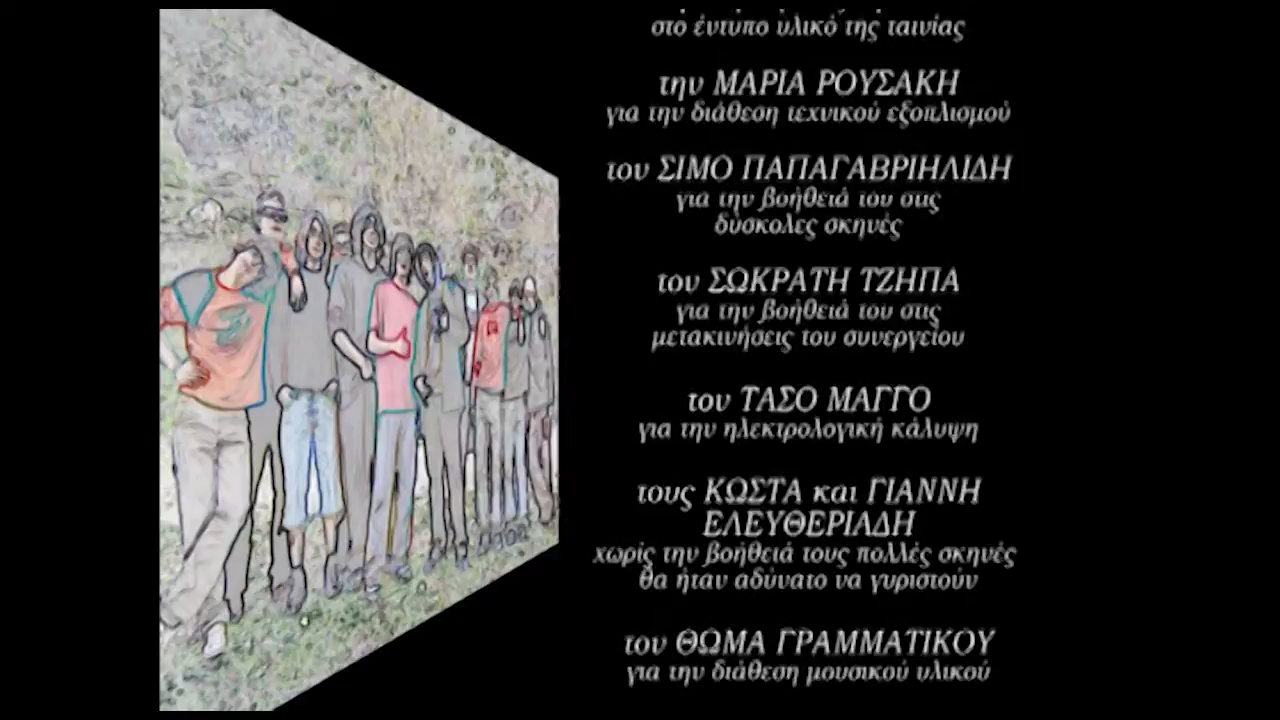 στο έντυπο υλικό της ταινίας
την ΜΑΡΙΑ ΡΟΥΣΑΚΗ
για την διάθεση τεχνικού εξοπλισμού
του ΣΙΜΟ ΠΑΠΑΓΑΒΡΙΗΛΙΔΗ
για την βοήθειά του στις
δύσκολες σκηνές
του ΣΩΚΡΑΤΗ ΤΖΗΠΑ
για την βοήθειά του στις
μετακινήσεις του συνεργείου
του ΤΑΣΟ ΜΑΓΓΟ
για την ηλεκτρολογική κάλυψη
τους ΚΩΣΤΑ και ΓΙΑΝΝΗ
ΕΛΕΥΘΕΡΙΑΔΗ
χωρίς την βοήθειά τους πολλές σκηνές
θα ήταν αδύνατο να γυριστούν
του ΘΩΜΑ ΓΡΑΜΜΑΤΙΚΟΥ
για την διάθεση μουσικού υλικού